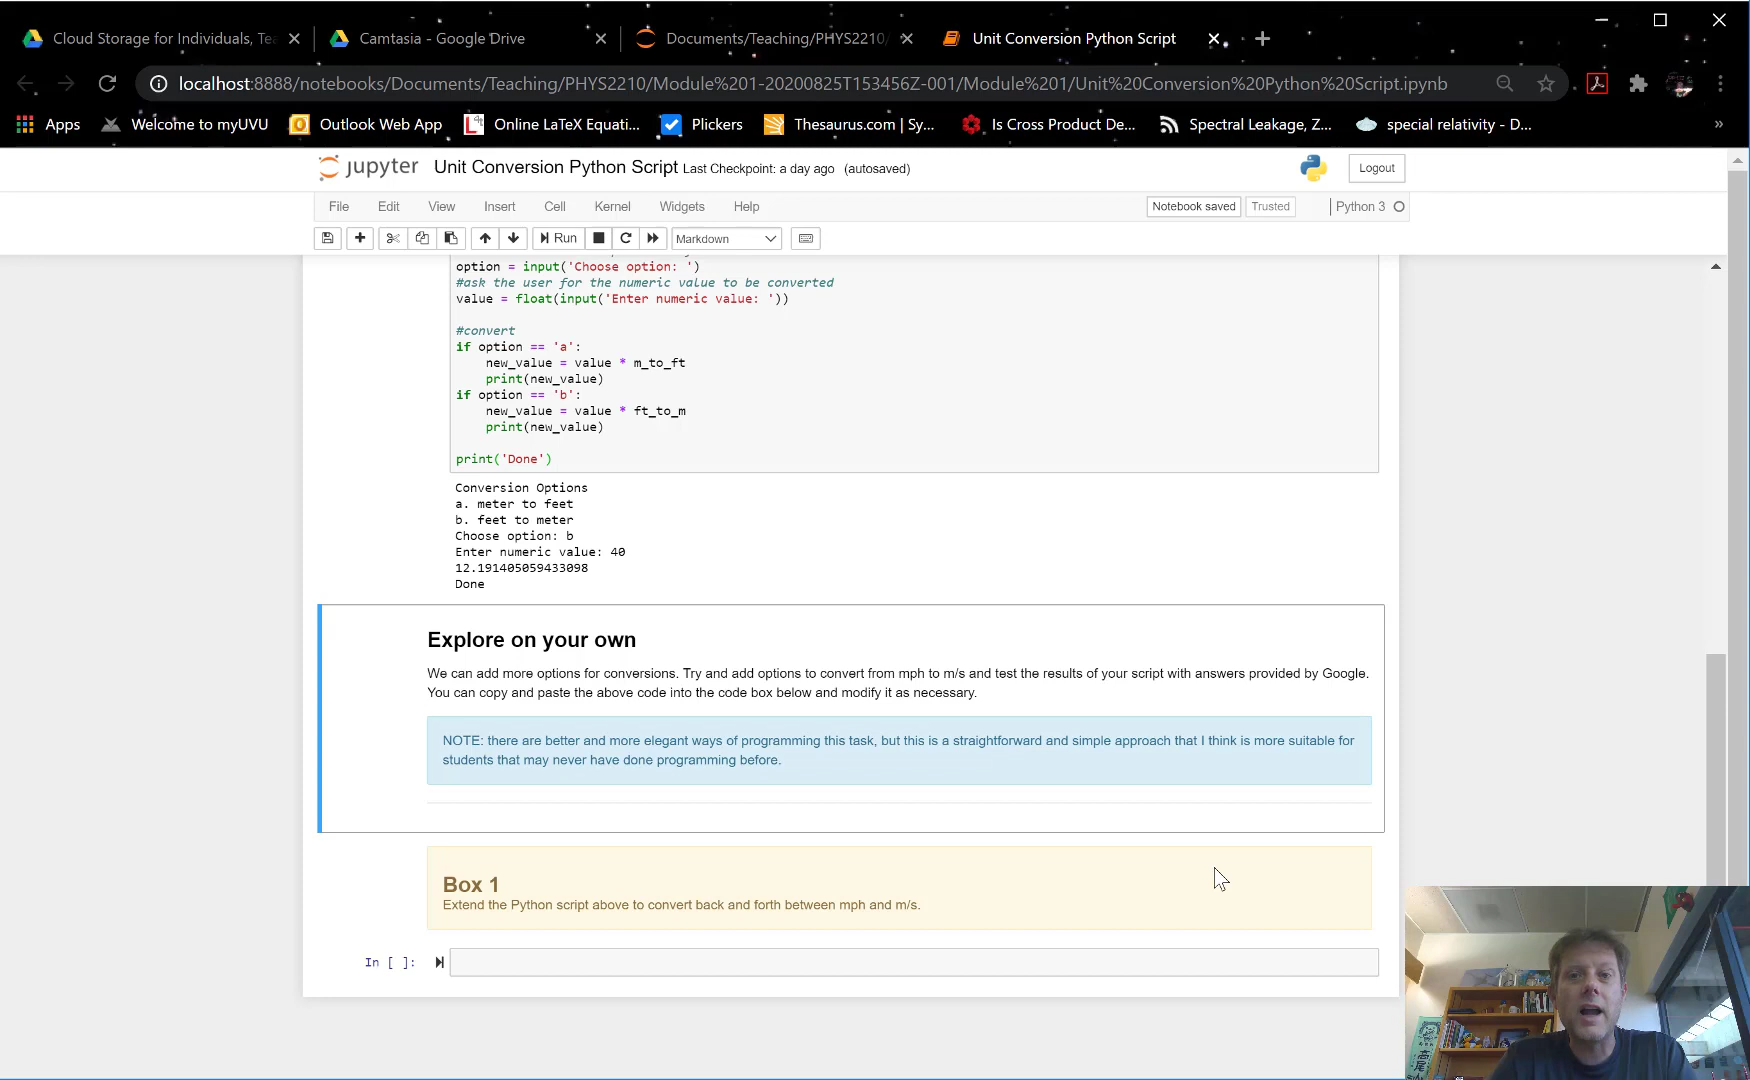 Cloud Storage for Individuals, Tea
Camtasia - Google Drive
Documents/Teaching/PHYS2210/
Unit Conversion Python Script
localhost:8888/notebooks/Documents/Teaching/PHYS2210/Module%201-20200825T153456Z-001/Module%201/Unit%20Conversion%20Python%20Script.ipynb
Apps
Welcome to myUVU
Outlook Web App
Online LaTeX Equati...
Plickers
Thesaurus.com | Sy...
Is Cross Product De...
Spectral Leakage, Z...
special relativity - D...
»
jupyter Unit Conversion Python Script Last Checkpoint: a day ago (autosaved)
Logout
File Edit View Insert Cell Kernel Widgets Help
Notebook saved Trusted Python 3
Run
Markdown
option = input('Choose option: ')
#ask the user for the numeric value to be converted
value = float(input('Enter numeric value: '))
#convert
if option == 'a':
new_value = value * m_to_ft
print(new_value)
if option == 'b':
new_value = value * ft_to_m
print(new_value)
print('Done')
Conversion Options
a. meter to feet
b. feet to meter
Choose option: b
Enter numeric value: 40
12.191405059433098
Done
Explore on your own
We can add more options for conversions. Try and add options to convert from mph to m/s and test the results of your script with answers provided by Google.
You can copy and paste the above code into the code box below and modify it as necessary.
NOTE: there are better and more elegant ways of programming this task, but this is a straightforward and simple approach that I think is more suitable for
students that may never have done programming before.
Box 1
Extend the Python script above to convert back and forth between mph and m/s.
In [ ]: